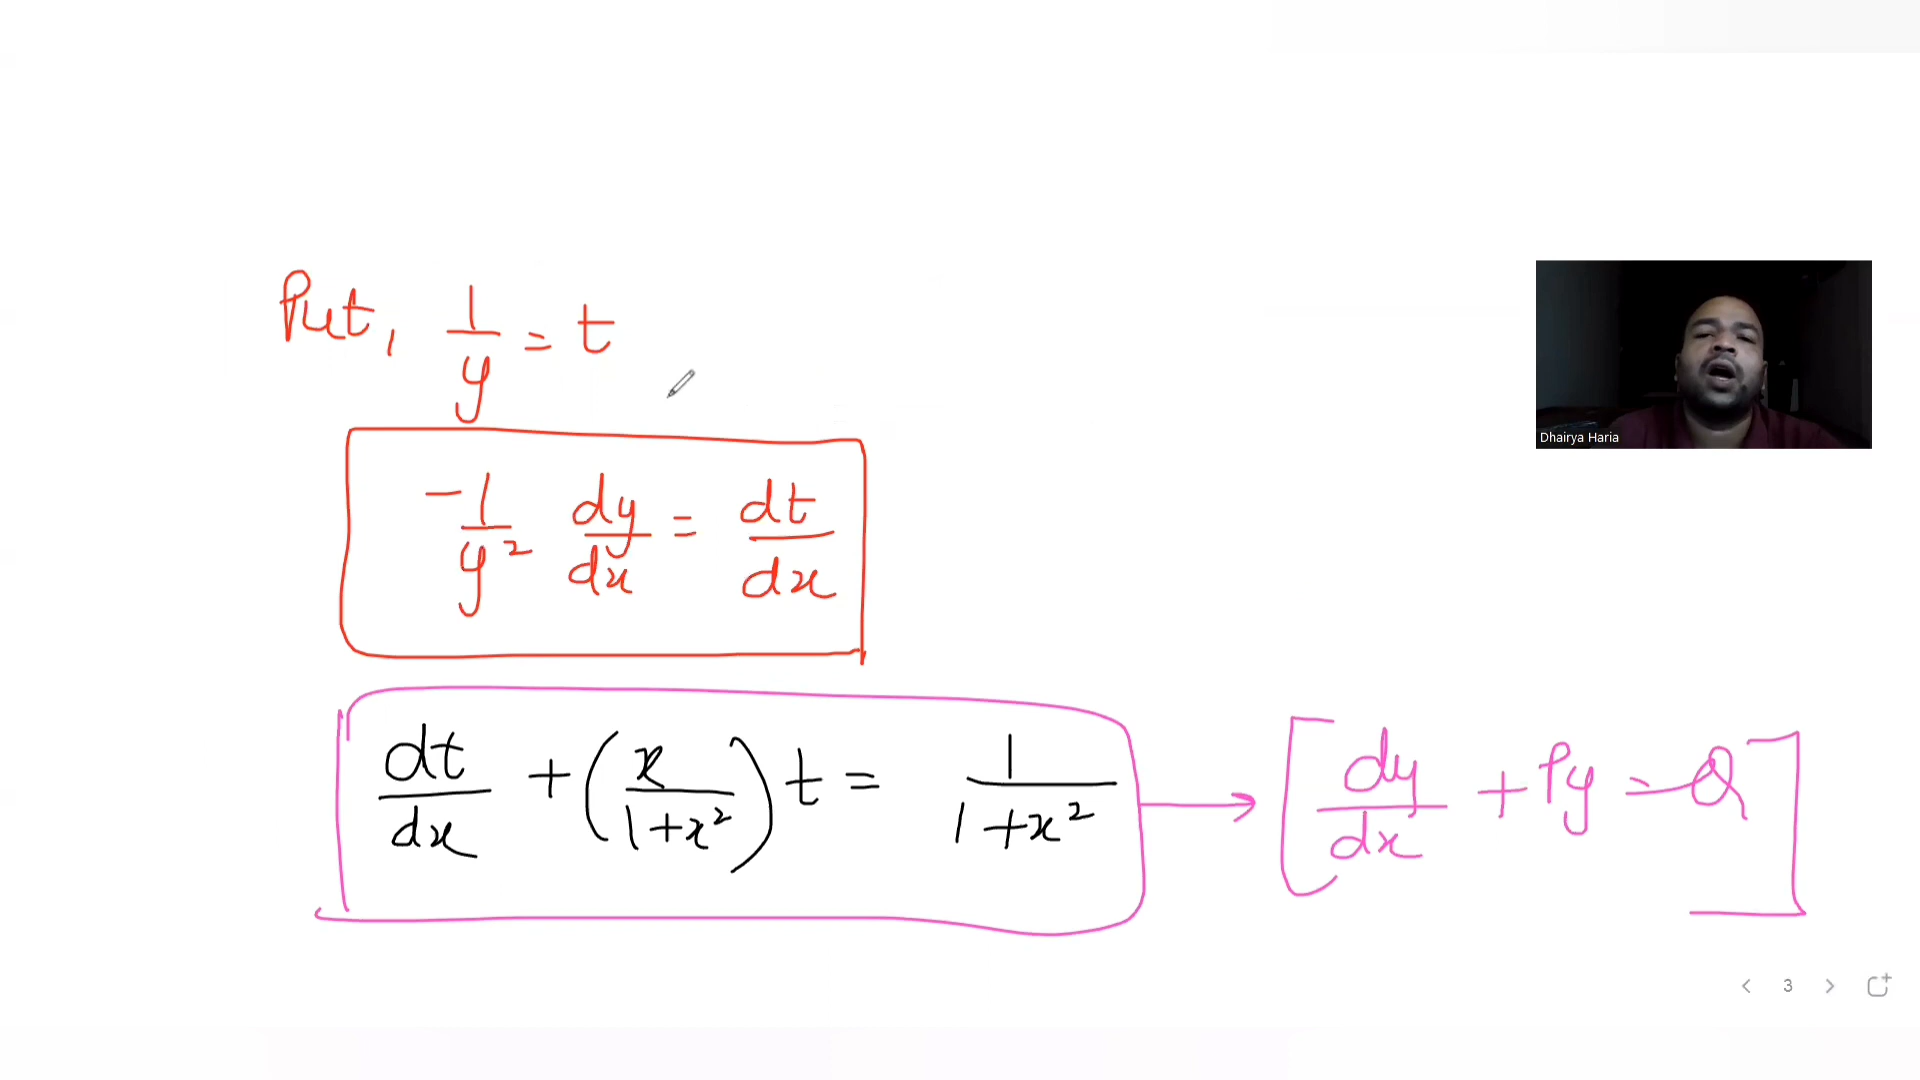 Put, 1/y = t
-1/y² dy/dx = dt/dx
dt/dx + (x/1+x²) t = 1/1+x² → [dy/dx + Py = Q]
Dhairya Haria
< 3 >